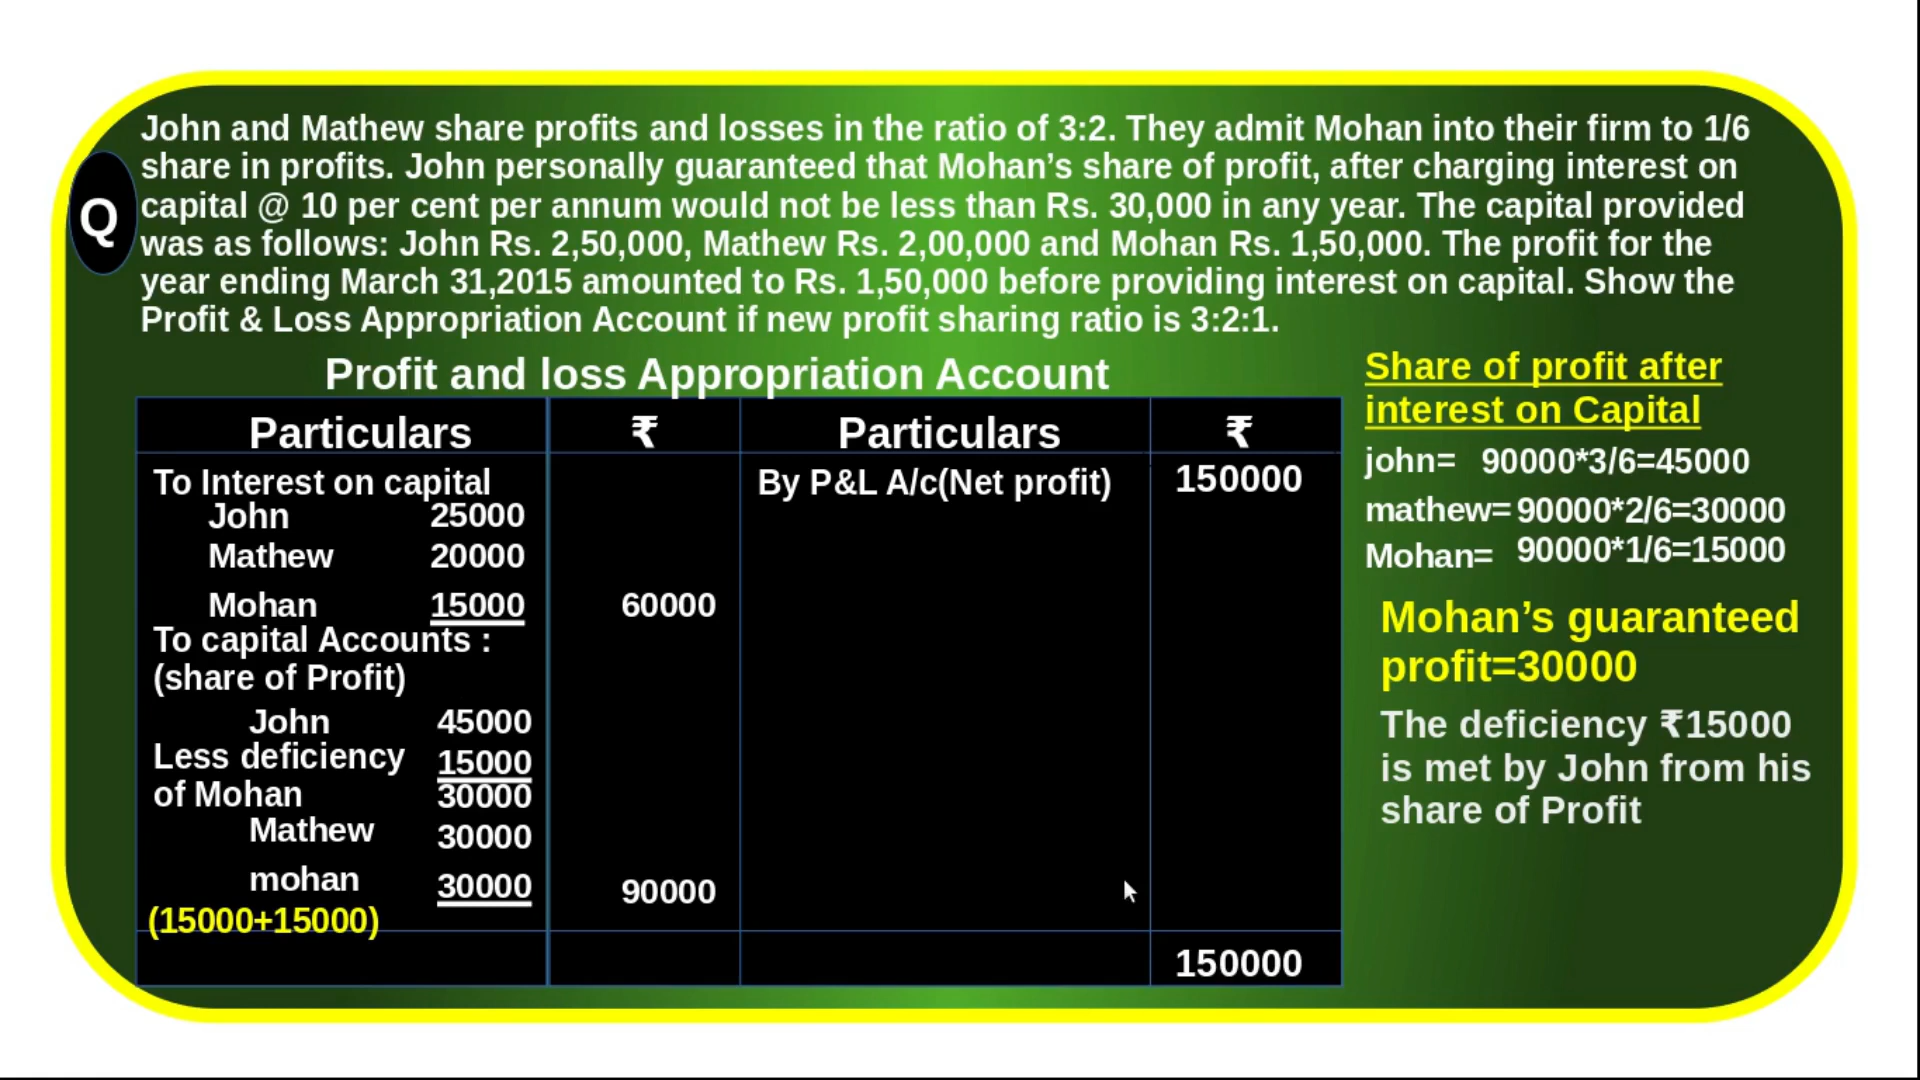 John and Mathew share profits and losses in the ratio of 3:2. They admit Mohan into their firm to 1/6
share in profits. John personally guaranteed that Mohan’s share of profit, after charging interest on
Q
capital @ 10 per cent per annum would not be less than Rs. 30,000 in any year. The capital provided
was as follows: John Rs. 2,50,000, Mathew Rs. 2,00,000 and Mohan Rs. 1,50,000. The profit for the
year ending March 31,2015 amounted to Rs. 1,50,000 before providing interest on capital. Show the
Profit & Loss Appropriation Account if new profit sharing ratio is 3:2:1.
Profit and loss Appropriation Account
Particulars ₹ Particulars ₹
To Interest on capital By P&L A/c(Net profit) 150000
John 25000
Mathew 20000
Mohan 15000 60000
To capital Accounts :
(share of Profit)
John 45000
Less deficiency 15000
of Mohan 30000
Mathew 30000
mohan 30000 90000
(15000+15000)
150000
Share of profit after
interest on Capital
john= 90000*3/6=45000
mathew= 90000*2/6=30000
Mohan= 90000*1/6=15000
Mohan’s guaranteed
profit=30000
The deficiency ₹15000
is met by John from his
share of Profit